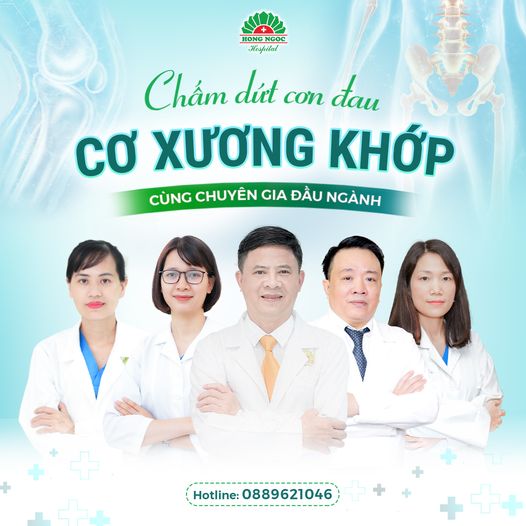 HONG NGOC
Hospital
Chấm dứt cơn đau
CƠ XƯƠNG KHỚP
CÙNG CHUYÊN GIA ĐẦU NGÀNH
Hotline: 0889621046